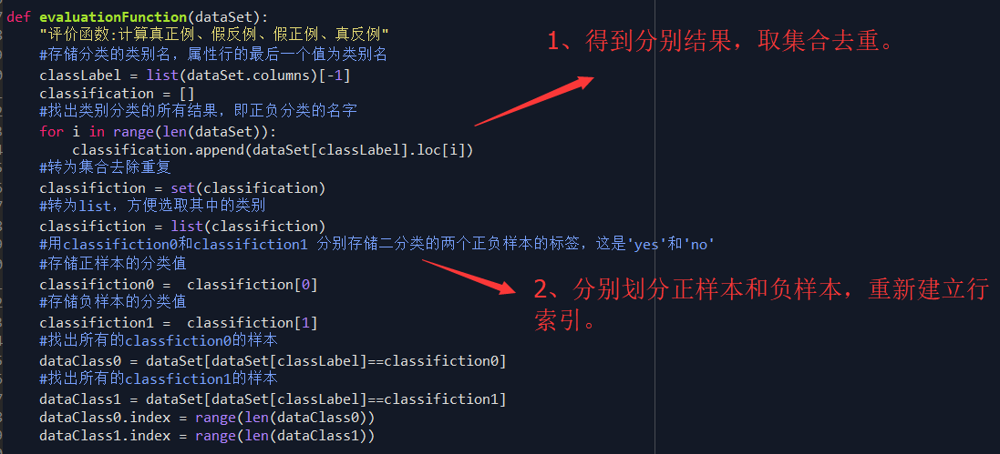 def evaluationFunction(dataSet):
"评价函数:计算真正例、假反例、假正例、真反例"
#存储分类的类别名，属性行的最后一个值为类别名
classLabel = list(dataSet.columns)[-1]
classification = []
#找出类别分类的所有结果，即正负分类的名字
for i in range(len(dataSet)):
classification.append(dataSet[classLabel].loc[i])
#转为集合去除重复
classifiction = set(classification)
#转为list，方便选取其中的类别
classifiction = list(classifiction)
#用classifiction0和classifiction1 分别存储二分类的两个正负样本的标签，这是'yes'和'no'
#存储正样本的分类值
classifiction0 =  classifiction[0]
#存储负样本的分类值
classifiction1 =  classifiction[1]
#找出所有的classfiction0的样本
dataClass0 = dataSet[dataSet[classLabel]==classifiction0]
#找出所有的classfiction1的样本
dataClass1 = dataSet[dataSet[classLabel]==classifiction1]
dataClass0.index = range(len(dataClass0))
dataClass1.index = range(len(dataClass1))
1、得到分别结果，取集合去重。
2、分别划分正样本和负样本，重新建立行
索引。